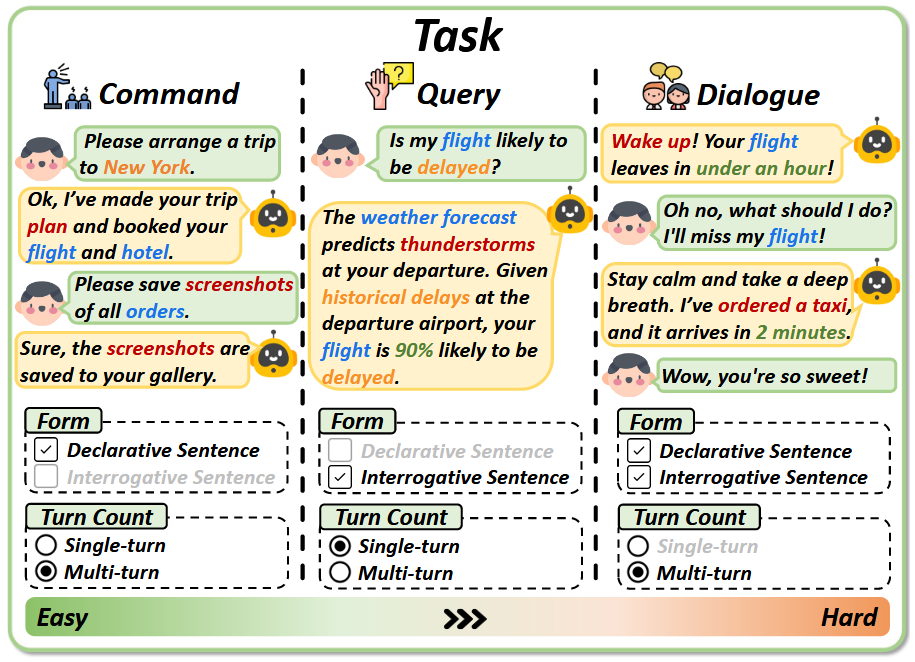 Task
Command
Please arrange a trip
to New York.
Ok, I've made your trip
plan and booked your
flight and hotel.
Please save screenshots
of all orders.
Sure, the screenshots are
saved to your gallery.
Form
Declarative Sentence
Interrogative Sentence
Turn Count
Single-turn
Multi-turn
Query
Is my flight likely to
be delayed?
The weather forecast
predicts thunderstorms
at your departure. Given
historical delays at the
departure airport, your
flight is 90% likely to be
delayed.
Form
Declarative Sentence
Interrogative Sentence
Turn Count
Single-turn
Multi-turn
Dialogue
Wake up! Your flight
leaves in under an hour!
Oh no, what should I do?
I'll miss my flight!
Stay calm and take a deep
breath. I've ordered a taxi,
and it arrives in 2 minutes.
Wow, you're so sweet!
Form
Declarative Sentence
Interrogative Sentence
Turn Count
Single-turn
Multi-turn
Easy
Hard